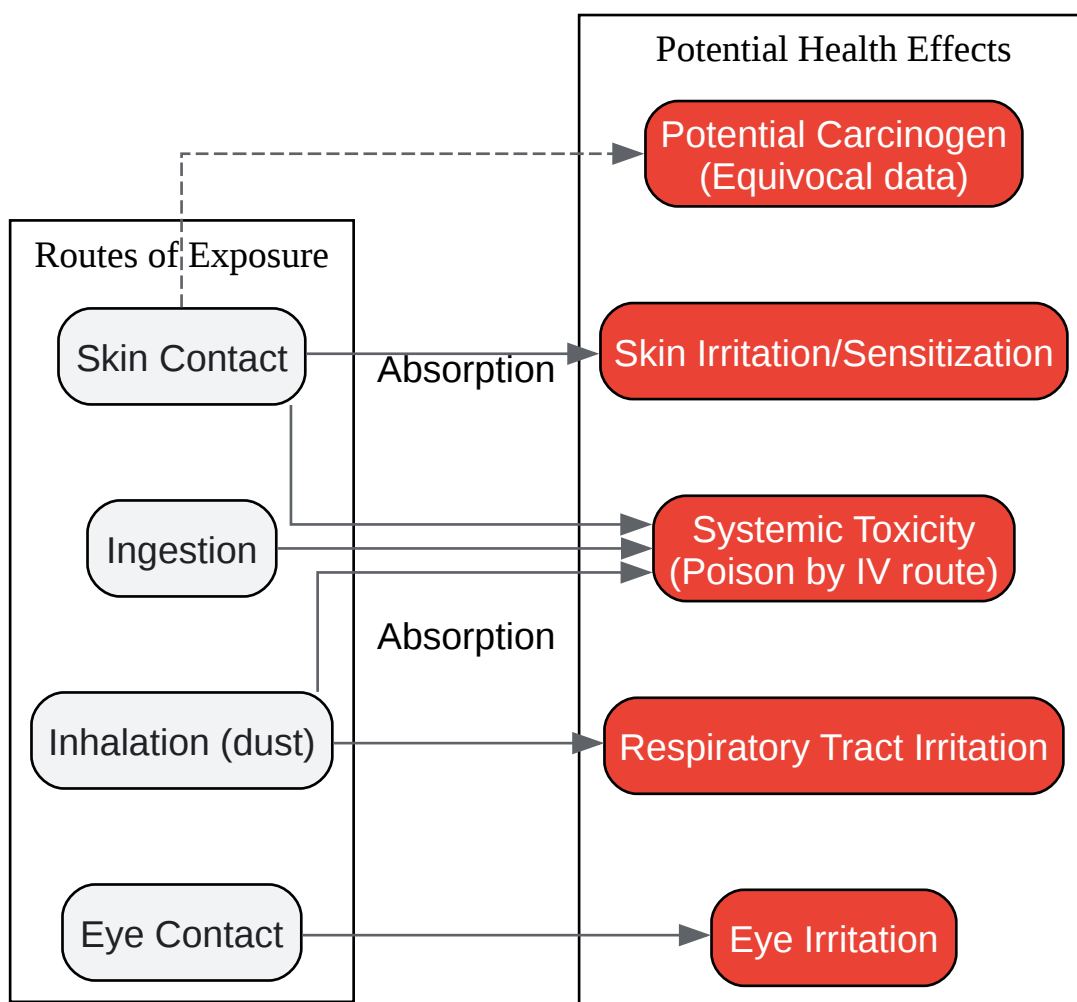 Potential Health Effects
Potential Carcinogen
(Equivocal data)
Routes of Exposure
Skin Contact
Absorption
Skin Irritation/Sensitization
Ingestion
Systemic Toxicity
(Poison by IV route)
Absorption
Inhalation (dust)
Respiratory Tract Irritation
Eye Contact
Eye Irritation